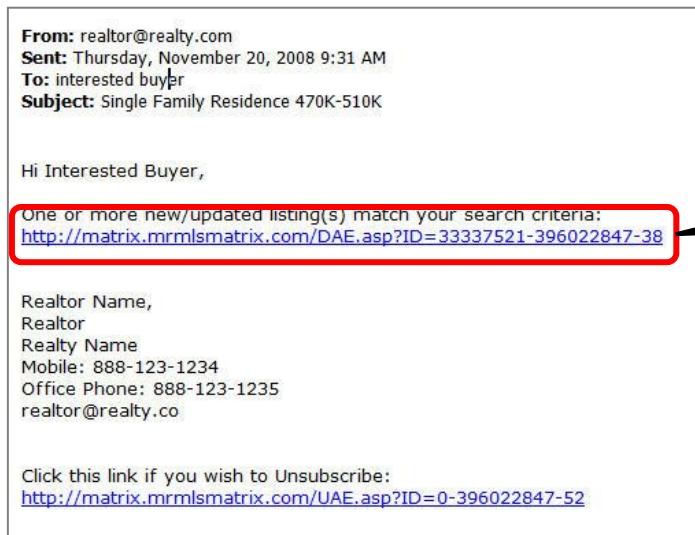 From: realtor@realty.com
Sent: Thursday, November 20, 2008 9:31 AM
To: interested buyer
Subject: Single Family Residence 470K-510K
Hi Interested Buyer,
One or more new/updated listing(s) match your search criteria:
http://matrix.mrmlsmatrix.com/DAE.asp?ID=33337521-396022847-38
Realtor Name,
Realtor
Realty Name
Mobile: 888-123-1234
Office Phone: 888-123-1235
realtor@realty.co
Click this link if you wish to Unsubscribe:
http://matrix.mrmlsmatrix.com/UAE.asp?ID=0-396022847-52